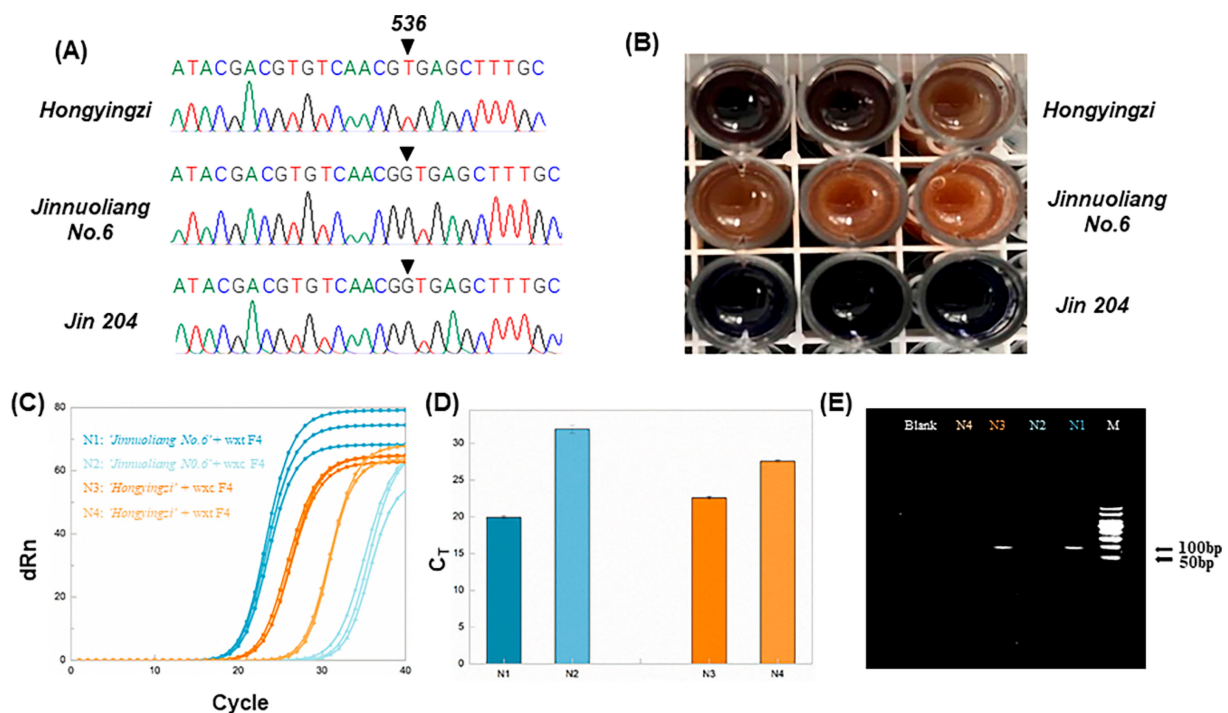 (A)
536
ATACGACGTGTCAACGTGAGCTTTGC
Hongyingzi
ATACGACGTGTCAACGGTGAGCTTTGC
Jinnuoliang
No.6
ATACGACGTGTCAACGGTGAGCTTTGC
Jin 204
(B)
Hongyingzi
Jinnuoliang
No.6
Jin 204
(C)
80
60
40
20
0
dRn
N1: 'Jinnuoliang No.6' + wxt F4
N2: 'Jinnuoliang N0.6' + wxc F4
N3: 'Hongyingzi' + wxc F4
N4: 'Hongyingzi' + wxt F4
0 10 20 30 40
Cycle
(D)
30
25
20
15
10
5
0
CT
N1 N2 N3 N4
(E)
Blank N4 N3 N2 N1 M
100bp
50bp